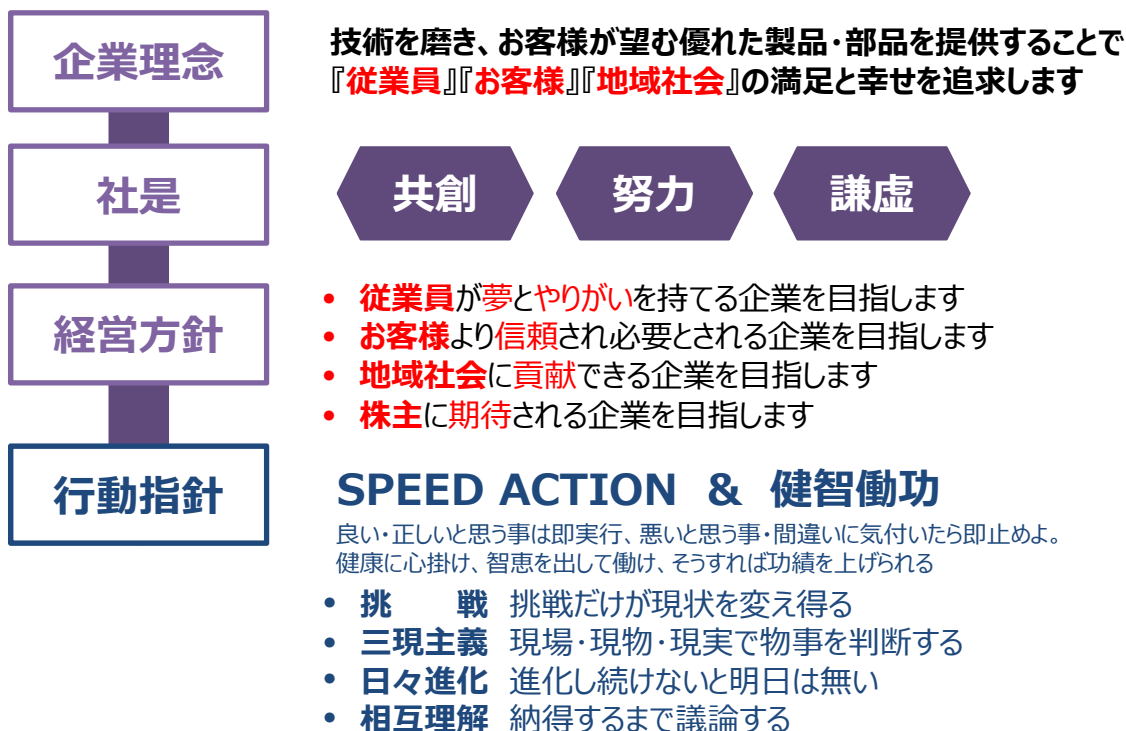 企業理念
技術を磨き、お客様が望む優れた製品・部品を提供することで
『従業員』『お客様』『地域社会』の満足と幸せを追求します
社是
共創 努力 謙虚
経営方針
• 従業員が夢とやりがいを持てる企業を目指します
• お客様より信頼され必要とされる企業を目指します
• 地域社会に貢献できる企業を目指します
• 株主に期待される企業を目指します
行動指針
SPEED ACTION & 健智働功
良い・正しいと思う事は即実行、悪いと思う事・間違いに気付いたら即止めよ。
健康に心掛け、智恵を出して働け、そうすれば功績を上げられる
• 挑　　戦 挑戦だけが現状を変え得る
• 三現主義 現場・現物・現実で物事を判断する
• 日々進化 進化し続けないと明日は無い
• 相互理解 納得するまで議論する